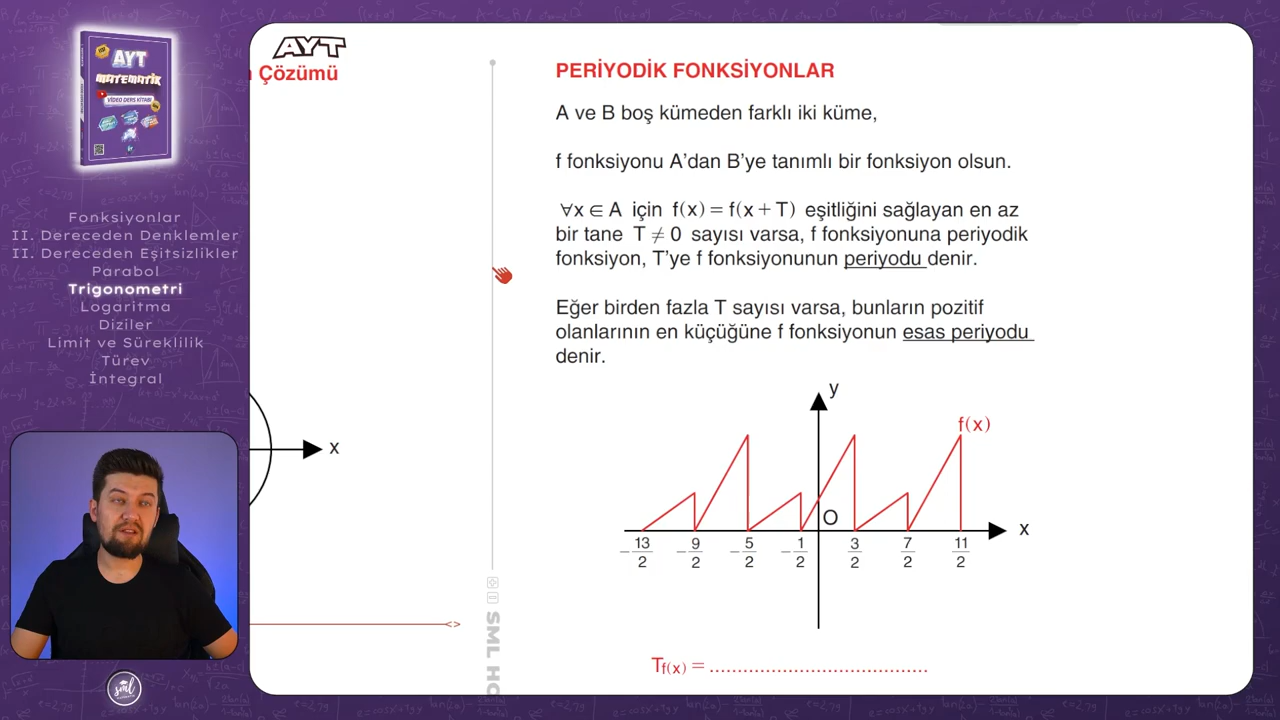 AYT
MATEMATİK
VİDEO DERS KİTABI
Fonksiyonlar
II. Dereceden Denklemler
II. Dereceden Eşitsizlikler
Parabol
Trigonometri
Logaritma
Diziler
Limit ve Süreklilik
Türev
İntegral
sml
AYT
Çözümü
x
SML HO
PERİYODİK FONKSİYONLAR
A ve B boş kümeden farklı iki küme,
f fonksiyonu A’dan B’ye tanımlı bir fonksiyon olsun.
∀x ∈ A için f(x) = f(x + T) eşitliğini sağlayan en az
bir tane T ≠ 0 sayısı varsa, f fonksiyonuna periyodik
fonksiyon, T’ye f fonksiyonunun periyodu denir.
Eğer birden fazla T sayısı varsa, bunların pozitif
olanlarının en küçüğüne f fonksiyonun esas periyodu
denir.
y
f(x)
O
x
-13/2 -9/2 -5/2 -1/2 3/2 7/2 11/2
Tf(x) = .....................................